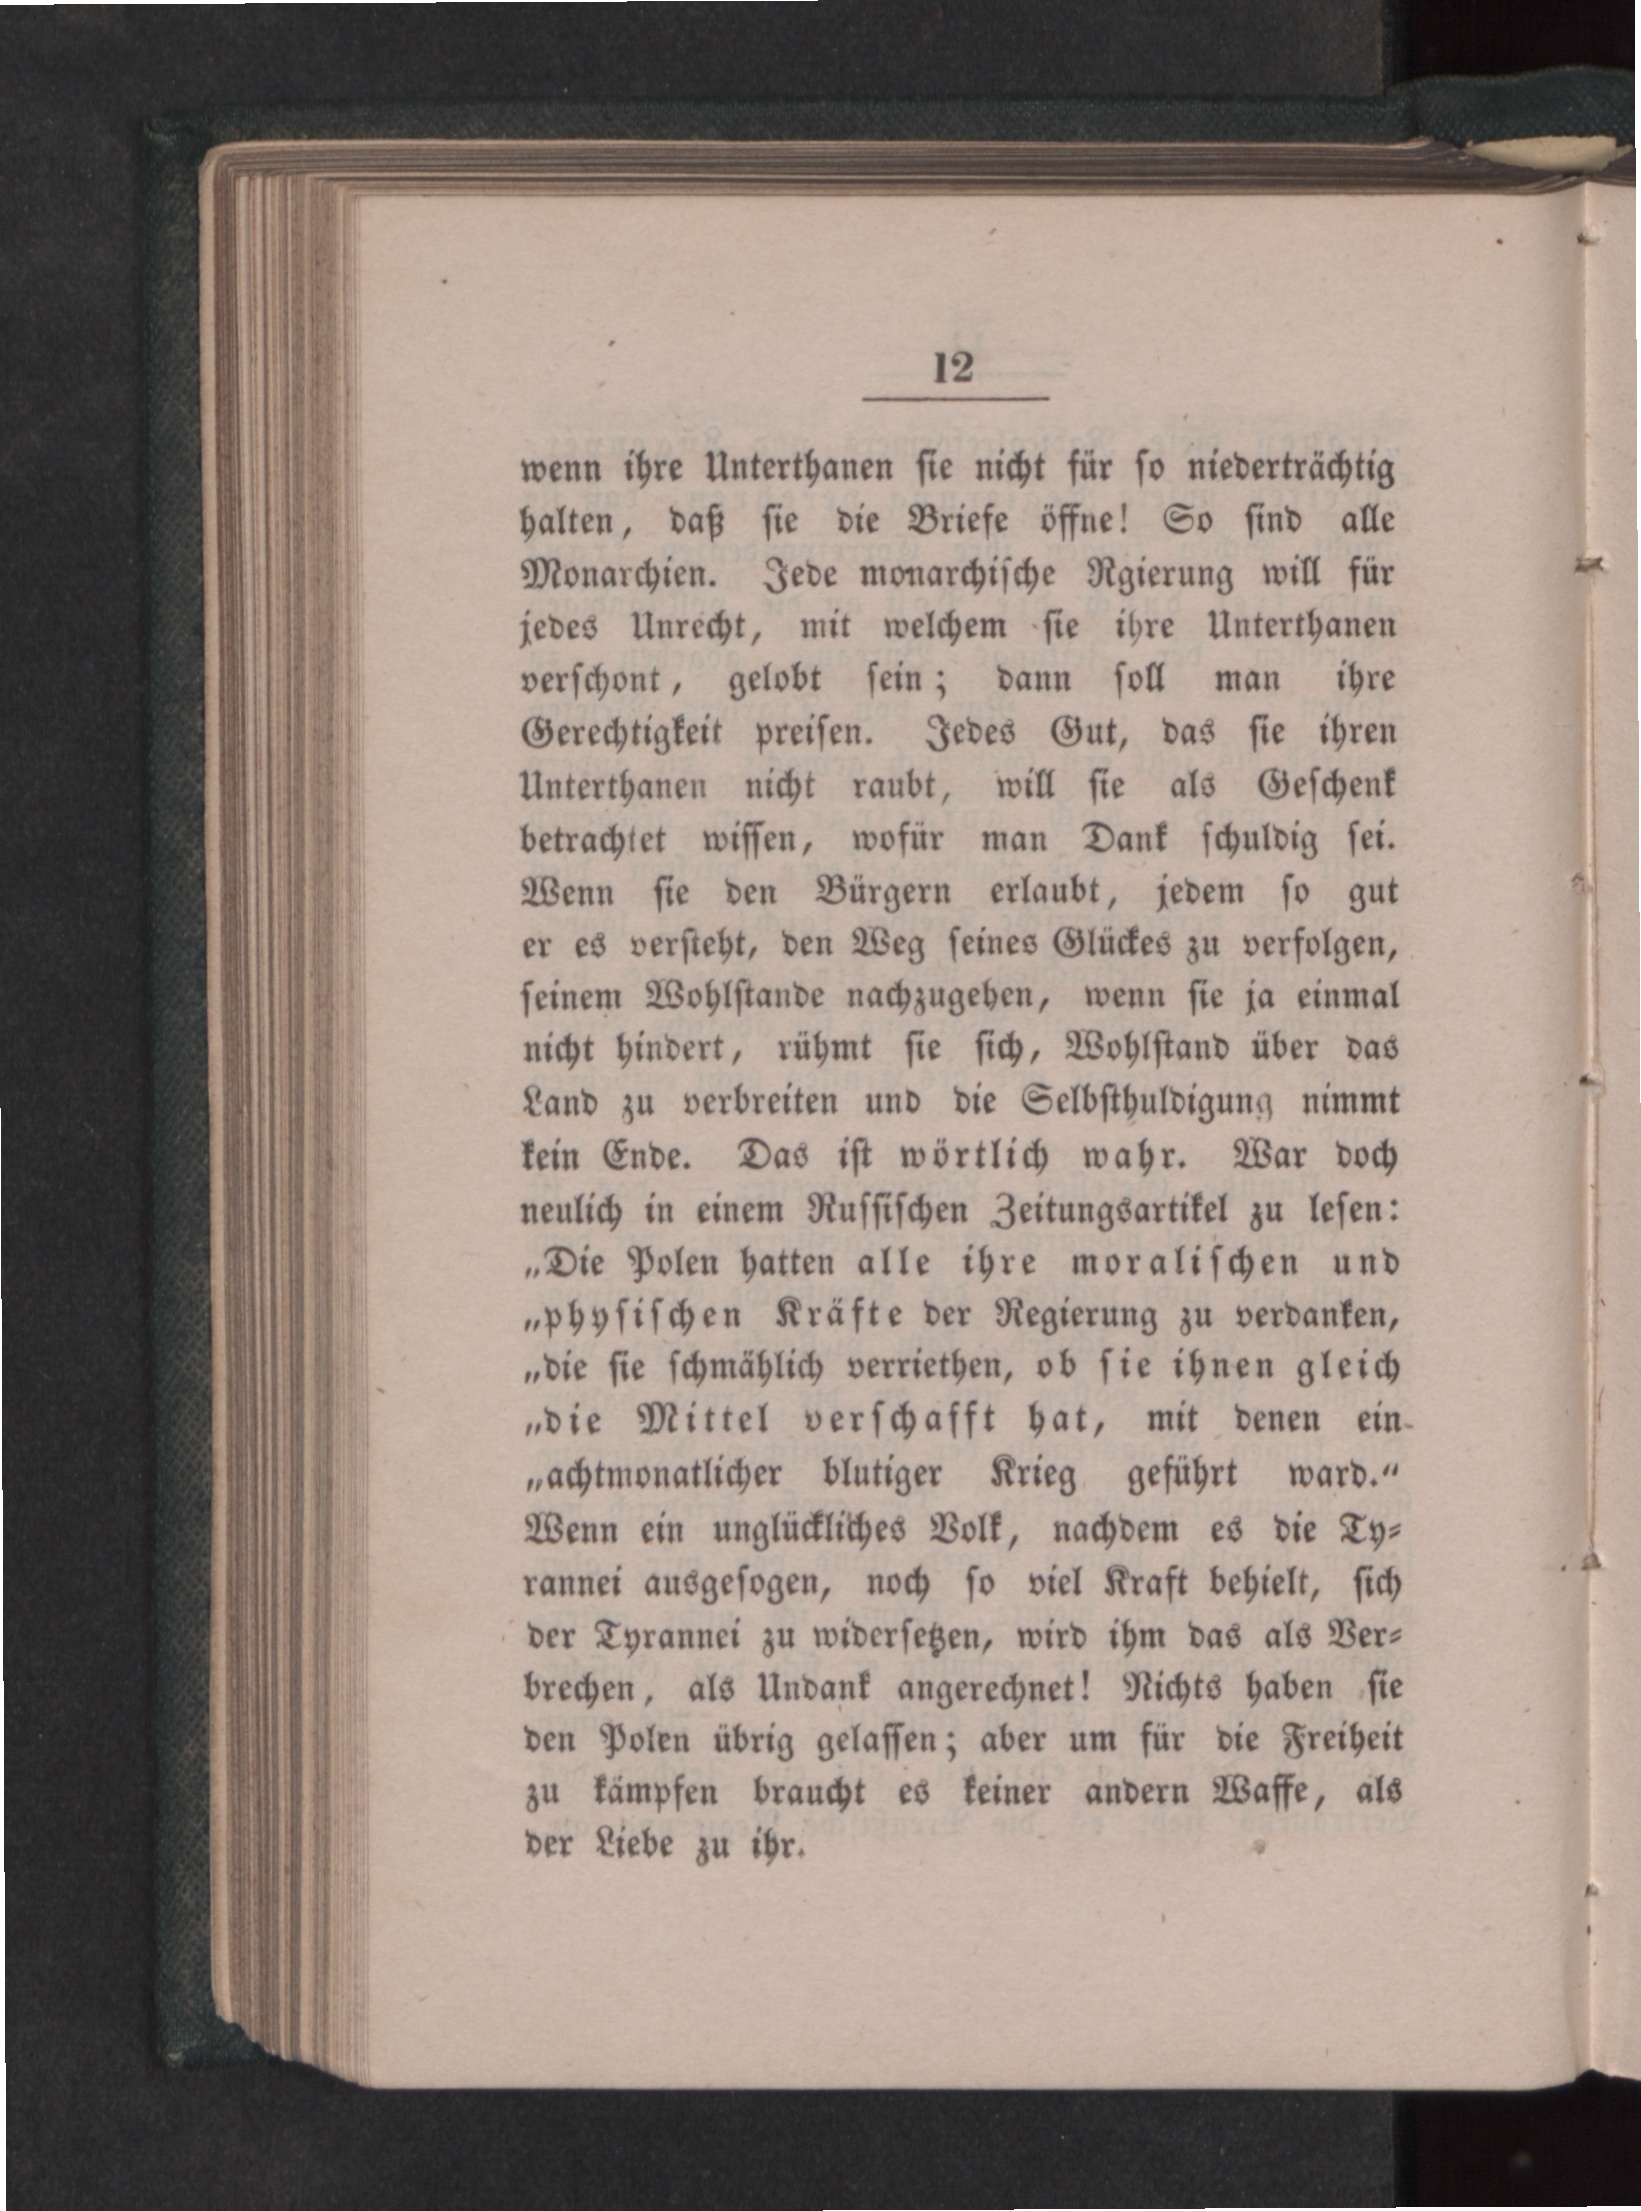 12
wenn ihre Unterthanen sie nicht für so niederträchtig
halten, daß sie die Briefe öffne! So sind alle
Monarchien. Jede monarchische Rgierung will für
jedes Unrecht, mit welchem sie ihre Unterthanen
verschont, gelobt sein; dann soll man ihre
Gerechtigkeit preisen. Jedes Gut, das sie ihren
Unterthanen nicht raubt, will sie als Geschenk
betrachtet wissen, wofür man Dank schuldig sei.
Wenn sie den Bürgern erlaubt, jedem so gut
er es versteht, den Weg seines Glückes zu verfolgen,
seinem Wohlstande nachzugehen, wenn sie ja einmal
nicht hindert, rühmt sie sich, Wohlstand über das
Land zu verbreiten und die Selbsthuldigung nimmt
kein Ende. Das ist wörtlich wahr. War doch
neulich in einem Russischen Zeitungsartikel zu lesen:
„Die Polen hatten alle ihre moralischen und
„physischen Kräfte der Regierung zu verdanken,
„die sie schmählich verriethen, ob sie ihnen gleich
„die Mittel verschafft hat, mit denen ein-
„achtmonatlicher blutiger Krieg geführt ward.“
Wenn ein unglückliches Volk, nachdem es die Ty-
rannei ausgesogen, noch so viel Kraft behielt, sich
der Tyrannei zu widersetzen, wird ihm das als Ver-
brechen, als Undank angerechnet! Nichts haben sie
den Polen übrig gelassen; aber um für die Freiheit
zu kämpfen braucht es keiner andern Waffe, als
der Liebe zu ihr.